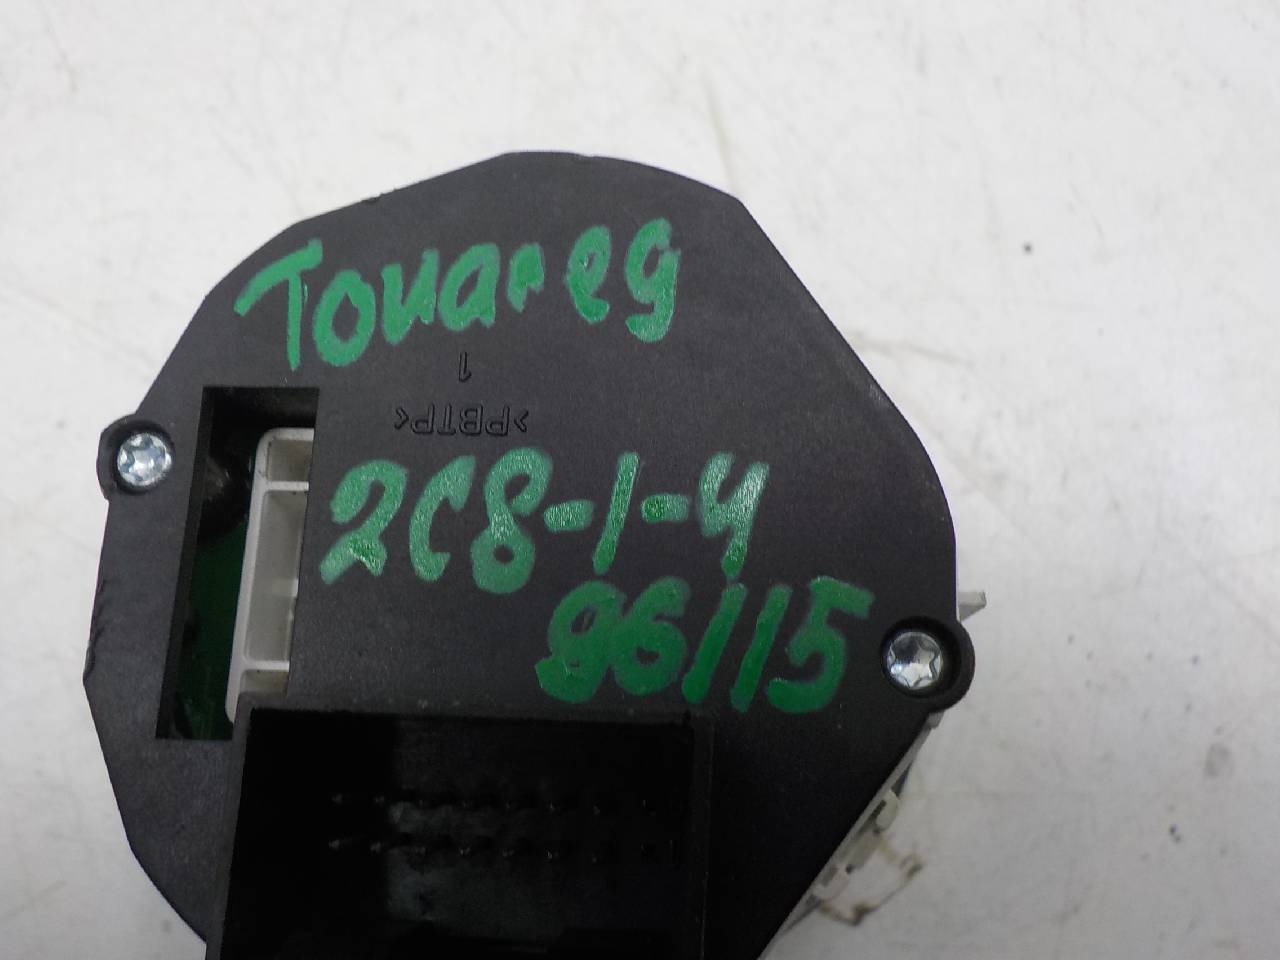 Touareg
1
>PBTP<
2C8-1-4
96115